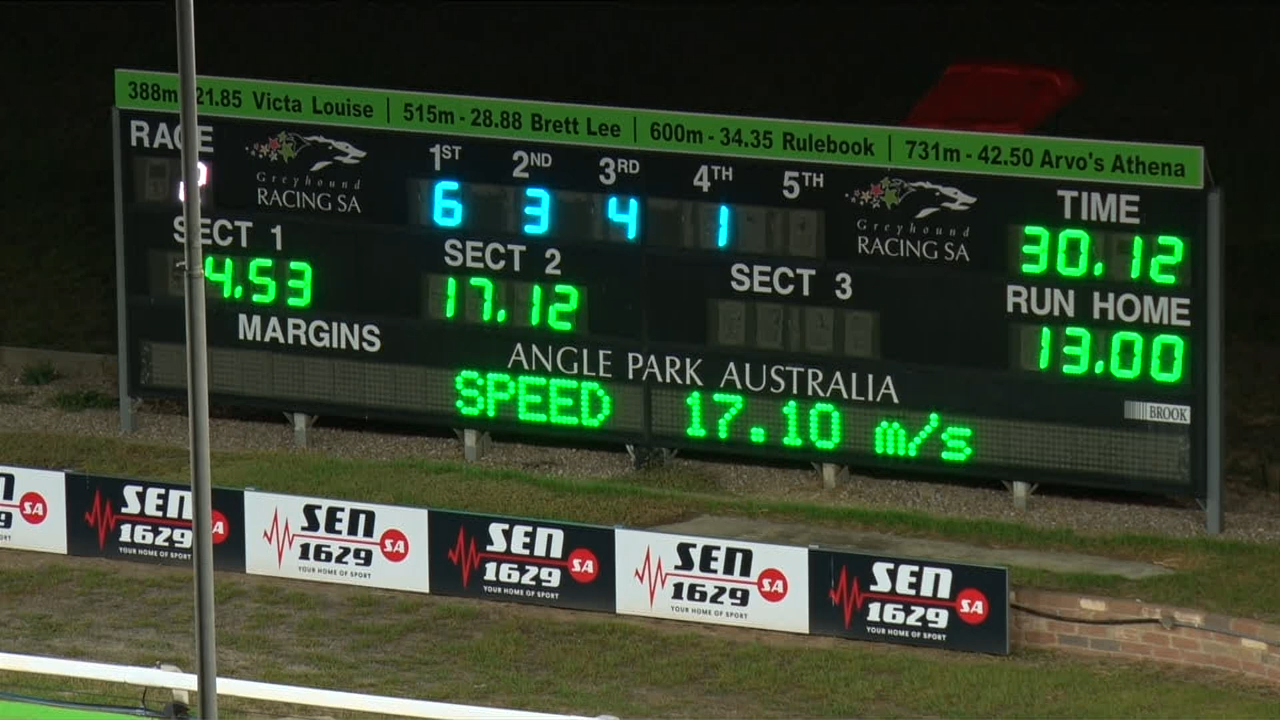 388m 21.85 Victa Louise | 515m - 28.88 Brett Lee | 600m - 34.35 Rulebook | 731m - 42.50 Arvo's Athena
RACE
Greyhound
RACING SA
1ST 2ND 3RD 4TH 5TH
6 3 4 1
Greyhound
RACING SA
TIME
30.12
SECT 1
4.53
SECT 2
17.12
SECT 3
RUN HOME
13.00
MARGINS
ANGLE PARK AUSTRALIA
SPEED 17.10 m/s
BROOK
SA
SEN
1629
SA
YOUR HOME OF SPORT
SEN
1629
SA
YOUR HOME OF SPORT
SEN
1629
SA
YOUR HOME OF SPORT
SEN
1629
SA
YOUR HOME OF SPORT
SEN
1629
SA
YOUR HOME OF SPORT